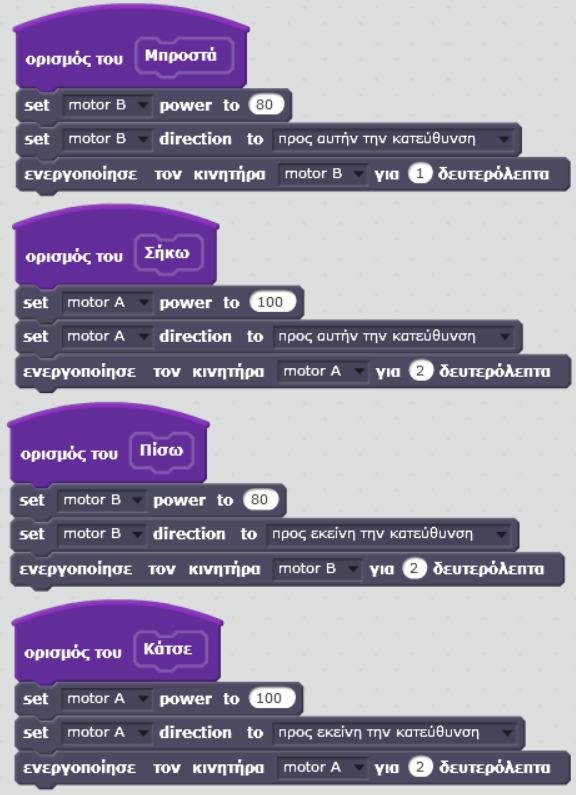 ορισμός του Μπροστά
set motor B power to 80
set motor B direction to προς αυτήν την κατεύθυνση
ενεργοποίησε τον κινητήρα motor B για 1 δευτερόλεπτα
ορισμός του Σήκω
set motor A power to 100
set motor A direction to προς αυτήν την κατεύθυνση
ενεργοποίησε τον κινητήρα motor A για 2 δευτερόλεπτα
ορισμός του Πίσω
set motor B power to 80
set motor B direction to προς εκείνη την κατεύθυνση
ενεργοποίησε τον κινητήρα motor B για 2 δευτερόλεπτα
ορισμός του Κάτσε
set motor A power to 100
set motor A direction to προς εκείνη την κατεύθυνση
ενεργοποίησε τον κινητήρα motor A για 2 δευτερόλεπτα